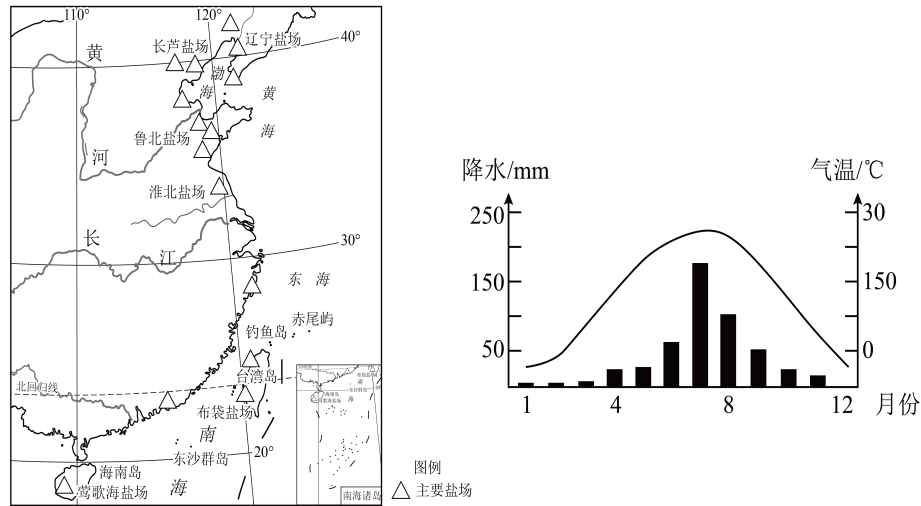 110°
120°
40°
辽宁盐场
长芦盐场
黄
渤
海
黄
海
鲁北盐场
河
淮北盐场
长
江
30°
东 海
赤尾屿
钓鱼岛
台湾岛
北回归线
布袋盐场
南
20°
东沙群岛
海南岛
莺歌海盐场
海
南海诸岛
图例
主要盐场
降水/mm
气温/℃
250
30
150
150
50
0
1
4
8
12
月份